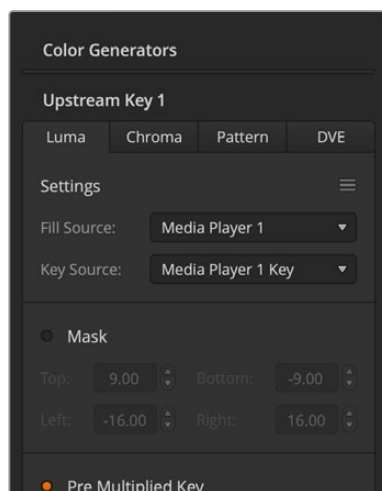 Color Generators
Upstream Key 1
Luma Chroma Pattern DVE
Settings
Fill Source: Media Player 1
Key Source: Media Player 1 Key
Mask
Top: 9.00 Bottom: -9.00
Left: -16.00 Right: 16.00
Pre Multiplied Key